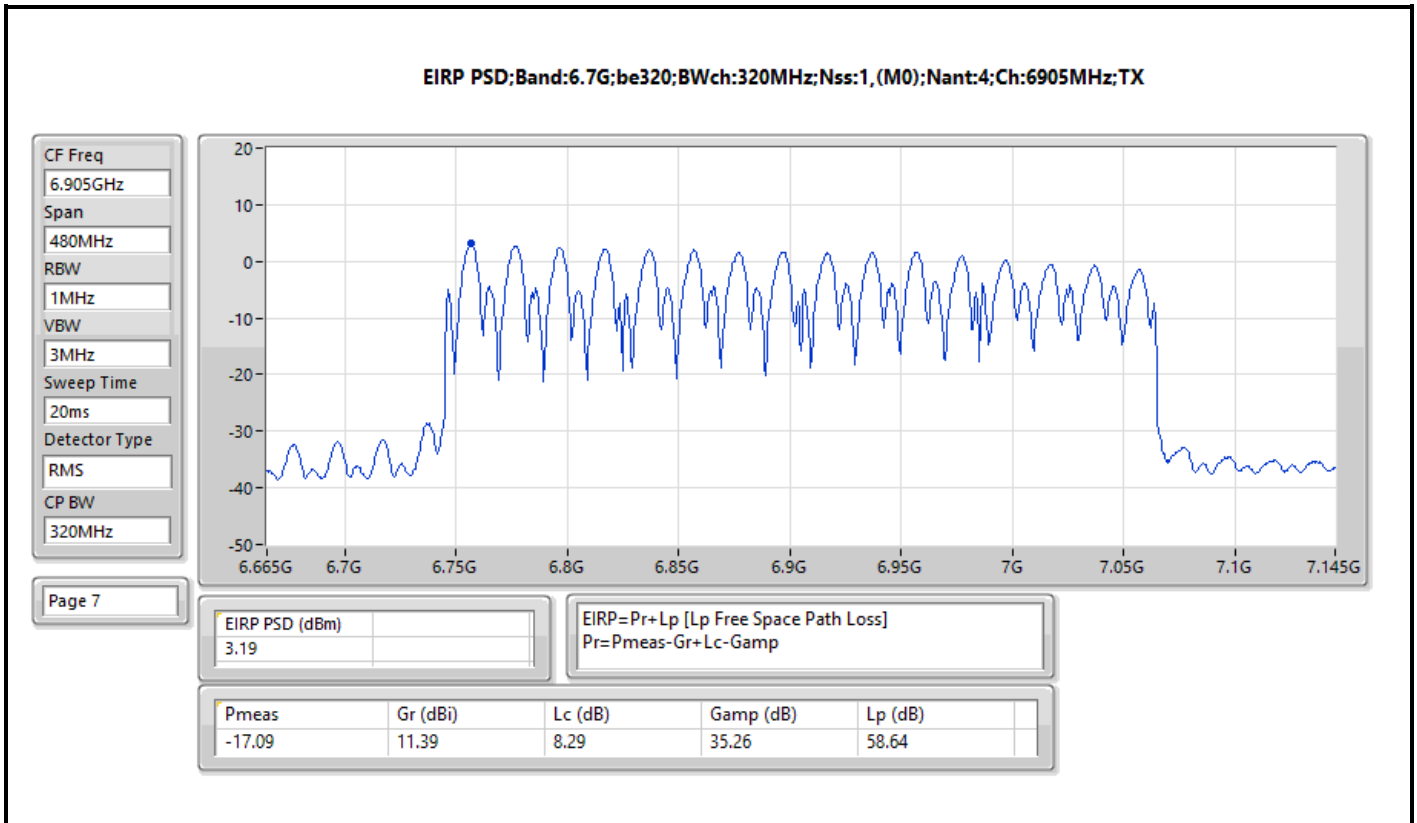 EIRP PSD;Band:6.7G;be320;BWch:320MHz;Nss:1,(M0);Nant:4;Ch:6905MHz;TX
CF Freq
6.905GHz
Span
480MHz
RBW
1MHz
VBW
3MHz
Sweep Time
20ms
Detector Type
RMS
CP BW
320MHz
Page 7
20
10
0
-10
-20
-30
-40
-50
6.665G 6.7G 6.75G 6.8G 6.85G 6.9G 6.95G 7G 7.05G 7.1G 7.145G
EIRP PSD (dBm)
3.19
EIRP=Pr+Lp [Lp Free Space Path Loss]
Pr=Pmeas-Gr+Lc-Gamp
Pmeas Gr (dBi) Lc (dB) Gamp (dB) Lp (dB)
-17.09 11.39 8.29 35.26 58.64